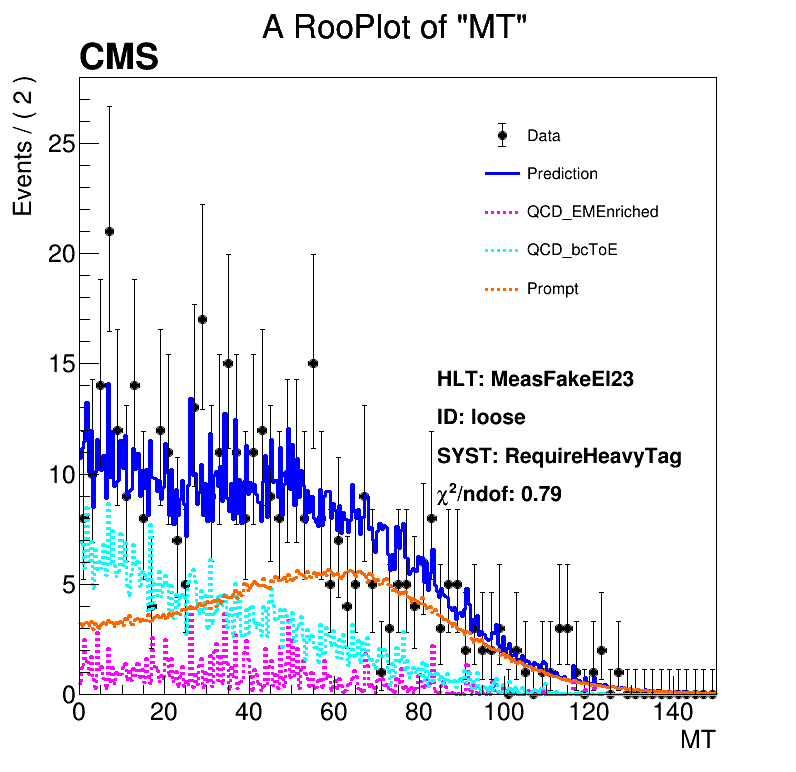 A RooPlot of "MT"
CMS
Events / ( 2 )
25
20
15
10
5
0
Data
Prediction
QCD_EMEnriched
QCD_bcToE
Prompt
HLT: MeasFakeEl23
ID: loose
SYST: RequireHeavyTag
χ²/ndof: 0.79
0 20 40 60 80 100 120 140
MT